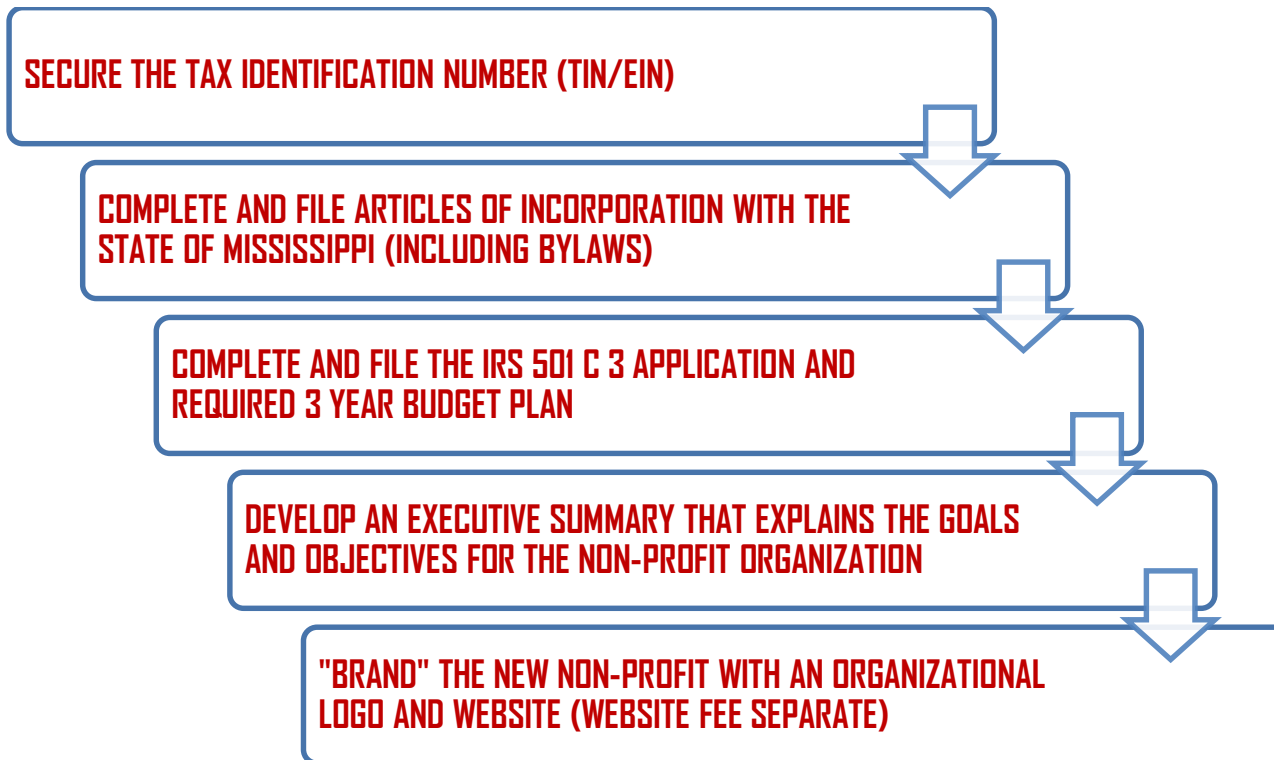 SECURE THE TAX IDENTIFICATION NUMBER (TIN/EIN)
COMPLETE AND FILE ARTICLES OF INCORPORATION WITH THE
STATE OF MISSISSIPPI (INCLUDING BYLAWS)
COMPLETE AND FILE THE IRS 501 C 3 APPLICATION AND
REQUIRED 3 YEAR BUDGET PLAN
DEVELOP AN EXECUTIVE SUMMARY THAT EXPLAINS THE GOALS
AND OBJECTIVES FOR THE NON-PROFIT ORGANIZATION
"BRAND" THE NEW NON-PROFIT WITH AN ORGANIZATIONAL
LOGO AND WEBSITE (WEBSITE FEE SEPARATE)